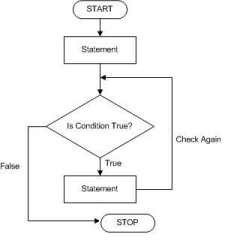 START
Statement
Is Condition True?
Check Again
False
True
Statement
STOP